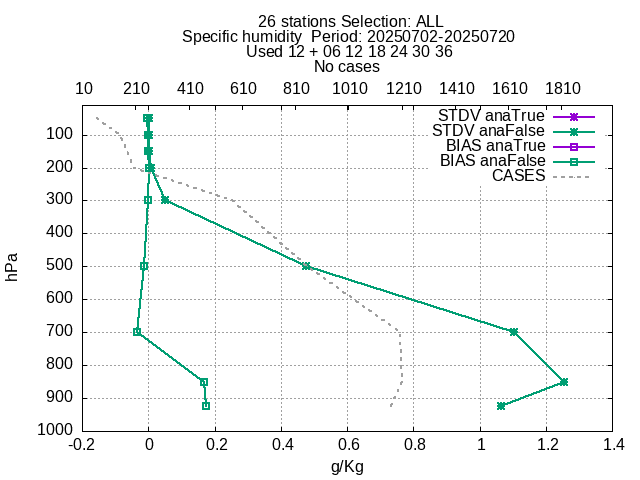 26 stations Selection: ALL
Specific humidity  Period: 20250702-20250720
Used 12 + 06 12 18 24 30 36
No cases
10 210 410 610 810 1010 1210 1410 1610 1810
STDV anaTrue
STDV anaFalse
BIAS anaTrue
BIAS anaFalse
CASES
100
200
300
400
500
600
700
800
900
1000
hPa
-0.2 0 0.2 0.4 0.6 0.8 1 1.2 1.4
g/Kg